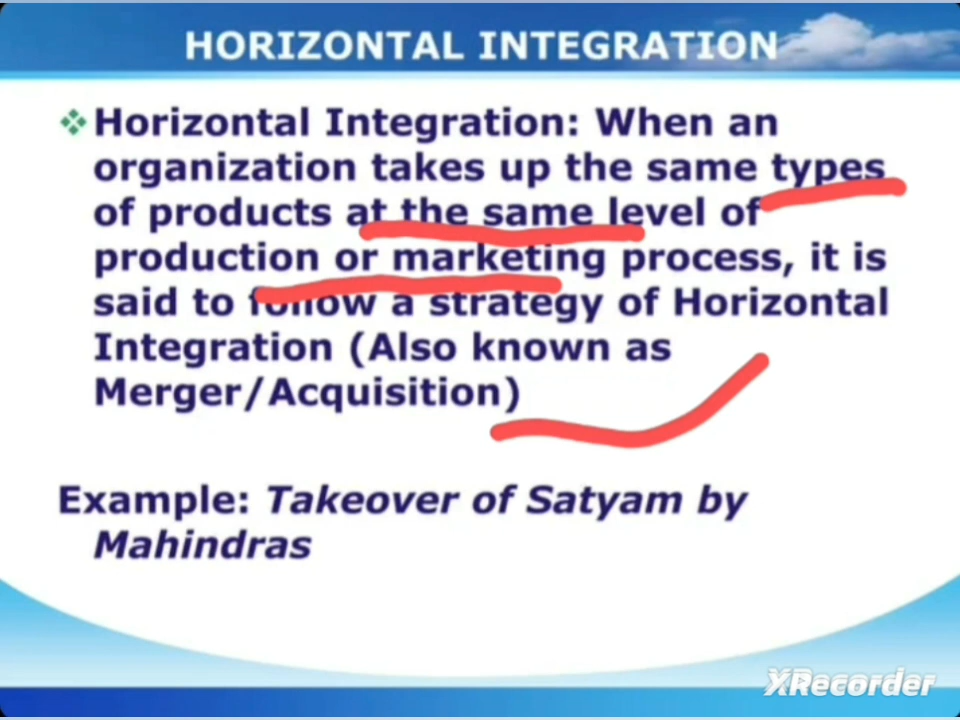 HORIZONTAL INTEGRATION
Horizontal Integration: When an
organization takes up the same types
of products at the same level of
production or marketing process, it is
said to follow a strategy of Horizontal
Integration (Also known as
Merger/Acquisition)
Example: Takeover of Satyam by
Mahindras
XRecorder